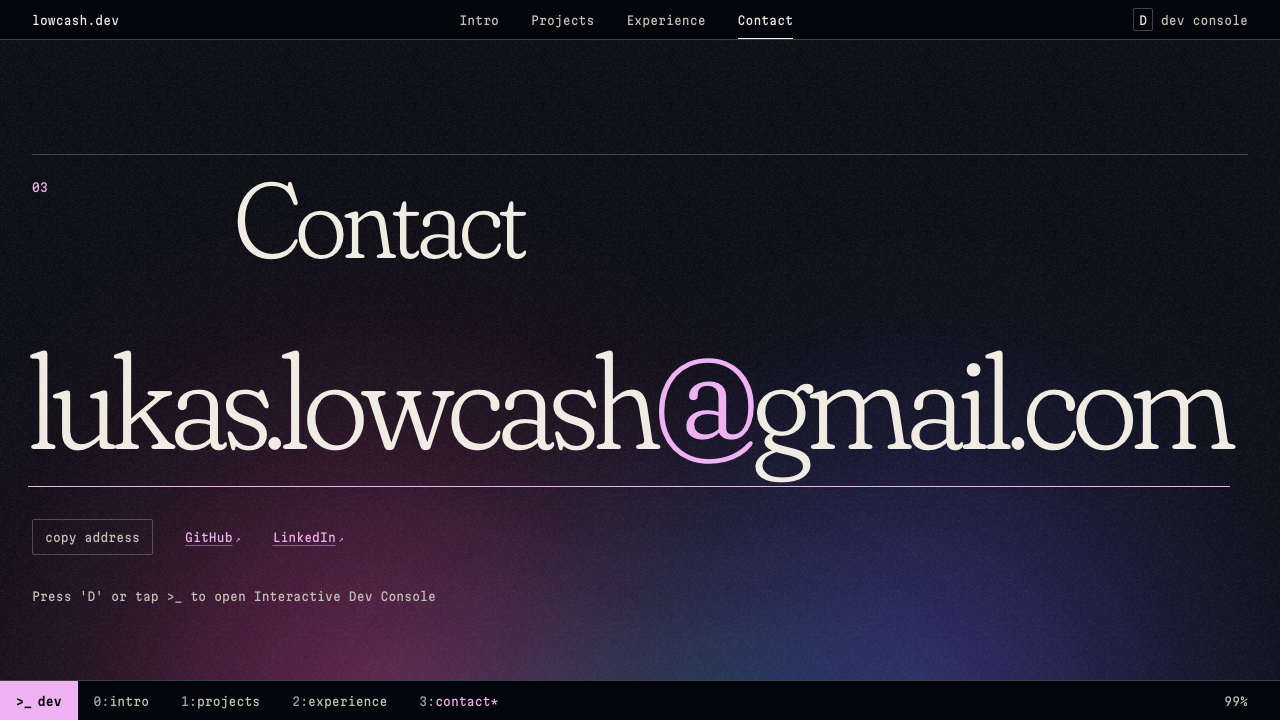 lowcash.dev
Intro Projects Experience Contact
D dev console
03
Contact
lukas.lowcash@gmail.com
copy address GitHub↗ LinkedIn↗
Press 'D' or tap >_ to open Interactive Dev Console
>_ dev 0:intro 1:projects 2:experience 3:contact* 99%